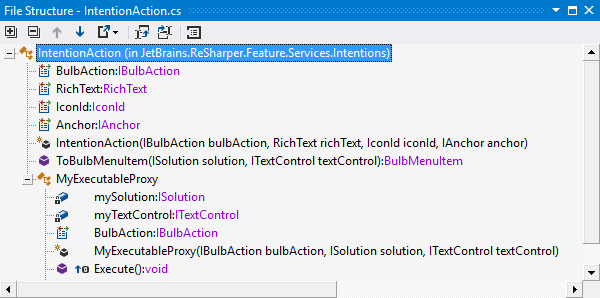 File Structure - IntentionAction.cs
IntentionAction (in JetBrains.ReSharper.Feature.Services.Intentions)
BulbAction:IBulbAction
RichText:RichText
IconId:IconId
Anchor:IAnchor
IntentionAction(IBulbAction bulbAction, RichText richText, IconId iconId, IAnchor anchor)
ToBulbMenuItem(ISolution solution, ITextControl textControl):BulbMenuItem
MyExecutableProxy
mySolution:ISolution
myTextControl:ITextControl
BulbAction:IBulbAction
MyExecutableProxy(IBulbAction bulbAction, ISolution solution, ITextControl textControl)
Execute():void